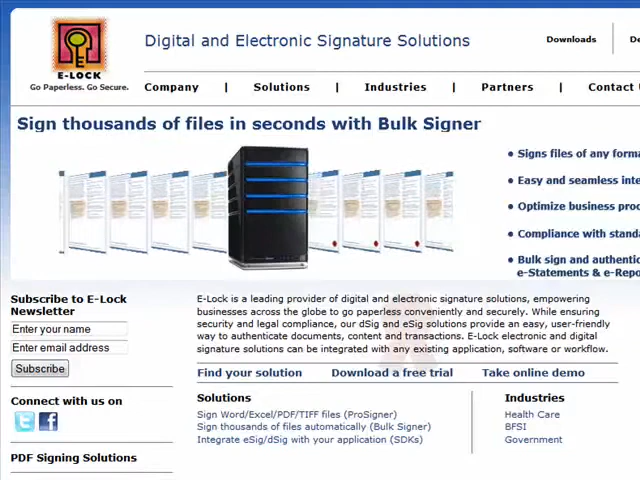 E-LOCK
Go Paperless. Go Secure.
Digital and Electronic Signature Solutions
Downloads
Company | Solutions | Industries | Partners | Contact
Sign thousands of files in seconds with Bulk Signer
• Signs files of any forma
• Easy and seamless inte
• Optimize business proc
• Compliance with standa
• Bulk sign and authentic
e-Statements & e-Repo
Subscribe to E-Lock
Newsletter
Enter your name
Enter email address
Subscribe
Connect with us on
PDF Signing Solutions
E-Lock is a leading provider of digital and electronic signature solutions, empowering
businesses across the globe to go paperless conveniently and securely. While ensuring
security and legal compliance, our dSig and eSig solutions provide an easy, user-friendly
way to authenticate documents, content and transactions. E-Lock electronic and digital
signature solutions can be integrated with any existing application, software or workflow.
Find your solution
Download a free trial
Take online demo
Solutions
Sign Word/Excel/PDF/TIFF files (ProSigner)
Sign thousands of files automatically (Bulk Signer)
Integrate eSig/dSig with your application (SDKs)
Industries
Health Care
BFSI
Government